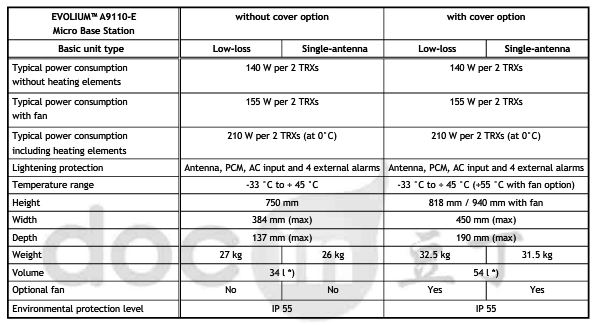 EVOLIUM™ A9110-E without cover option with cover option
Micro Base Station
Basic unit type Low-loss Single-antenna Low-loss Single-antenna
Typical power consumption 140 W per 2 TRXs 140 W per 2 TRXs
without heating elements
Typical power consumption 155 W per 2 TRXs 155 W per 2 TRXs
with fan
Typical power consumption 210 W per 2 TRXs (at 0˚C) 210 W per 2 TRXs (at 0˚C)
including heating elements
Lightening protection Antenna, PCM, AC input and 4 external alarms Antenna, PCM, AC input and 4 external alarms
Temperature range -33 ˚C to + 45 ˚C -33 ˚C to + 45 ˚C (+55 ˚C with fan option)
Height 750 mm 818 mm / 940 mm with fan
Width 384 mm (max) 450 mm (max)
Depth 137 mm (max) 190 mm (max)
Weight 27 kg 26 kg 32.5 kg 31.5 kg
Volume 34 l *) 54 l *)
Optional fan No No Yes Yes
Environmental protection level IP 55 IP 55
docin 豆丁